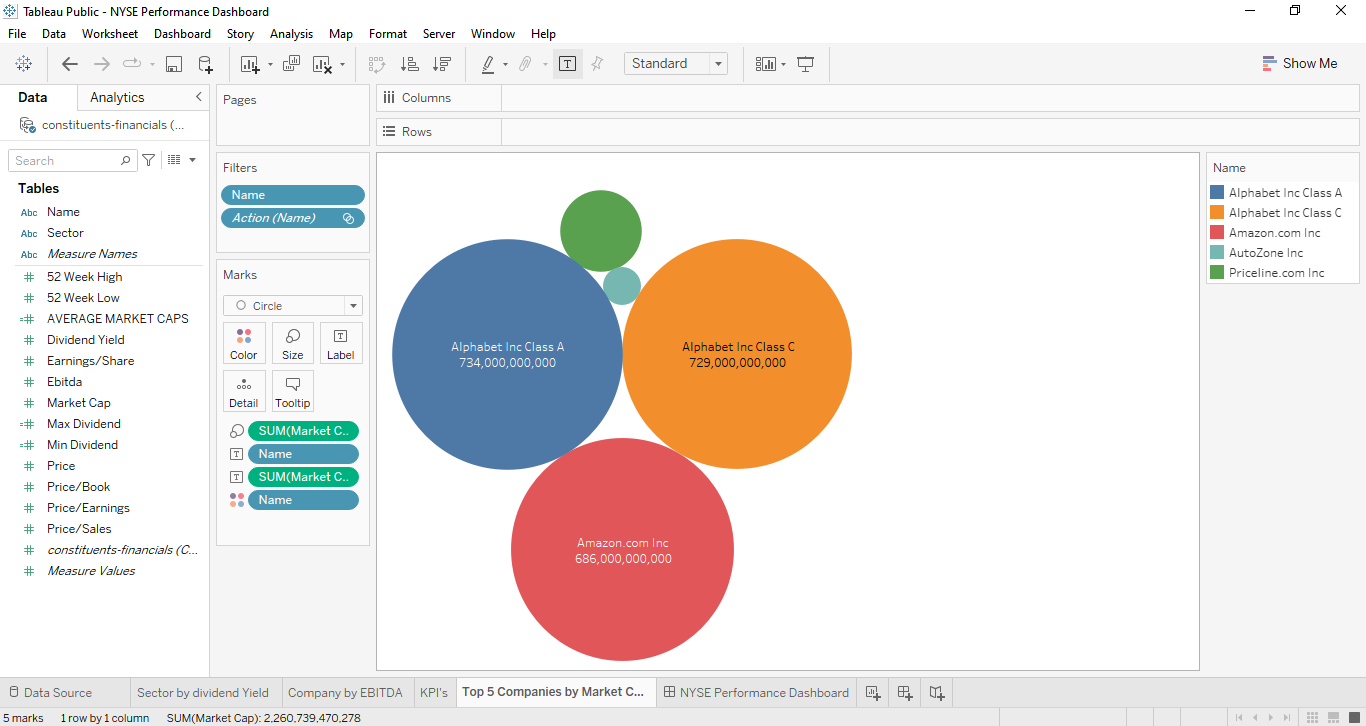 Tableau Public - NYSE Performance Dashboard
File Data Worksheet Dashboard Story Analysis Map Format Server Window Help
Standard
Show Me
Data Analytics
constituents-financials (...
Search
Tables
Abc Name
Abc Sector
Abc Measure Names
# 52 Week High
# 52 Week Low
=# AVERAGE MARKET CAPS
# Dividend Yield
# Earnings/Share
# Ebitda
# Market Cap
=# Max Dividend
=# Min Dividend
# Price
# Price/Book
# Price/Earnings
# Price/Sales
# constituents-financials (C...
# Measure Values
Pages
Filters
Name
Action (Name)
Marks
Circle
Color Size Label
Detail Tooltip
SUM(Market C..
Name
SUM(Market C..
Name
Columns
Rows
Alphabet Inc Class A
734,000,000,000
Alphabet Inc Class C
729,000,000,000
Amazon.com Inc
686,000,000,000
Name
Alphabet Inc Class A
Alphabet Inc Class C
Amazon.com Inc
AutoZone Inc
Priceline.com Inc
Data Source Sector by dividend Yield Company by EBITDA KPI's Top 5 Companies by Market C... NYSE Performance Dashboard
5 marks 1 row by 1 column SUM(Market Cap): 2,260,739,470,278